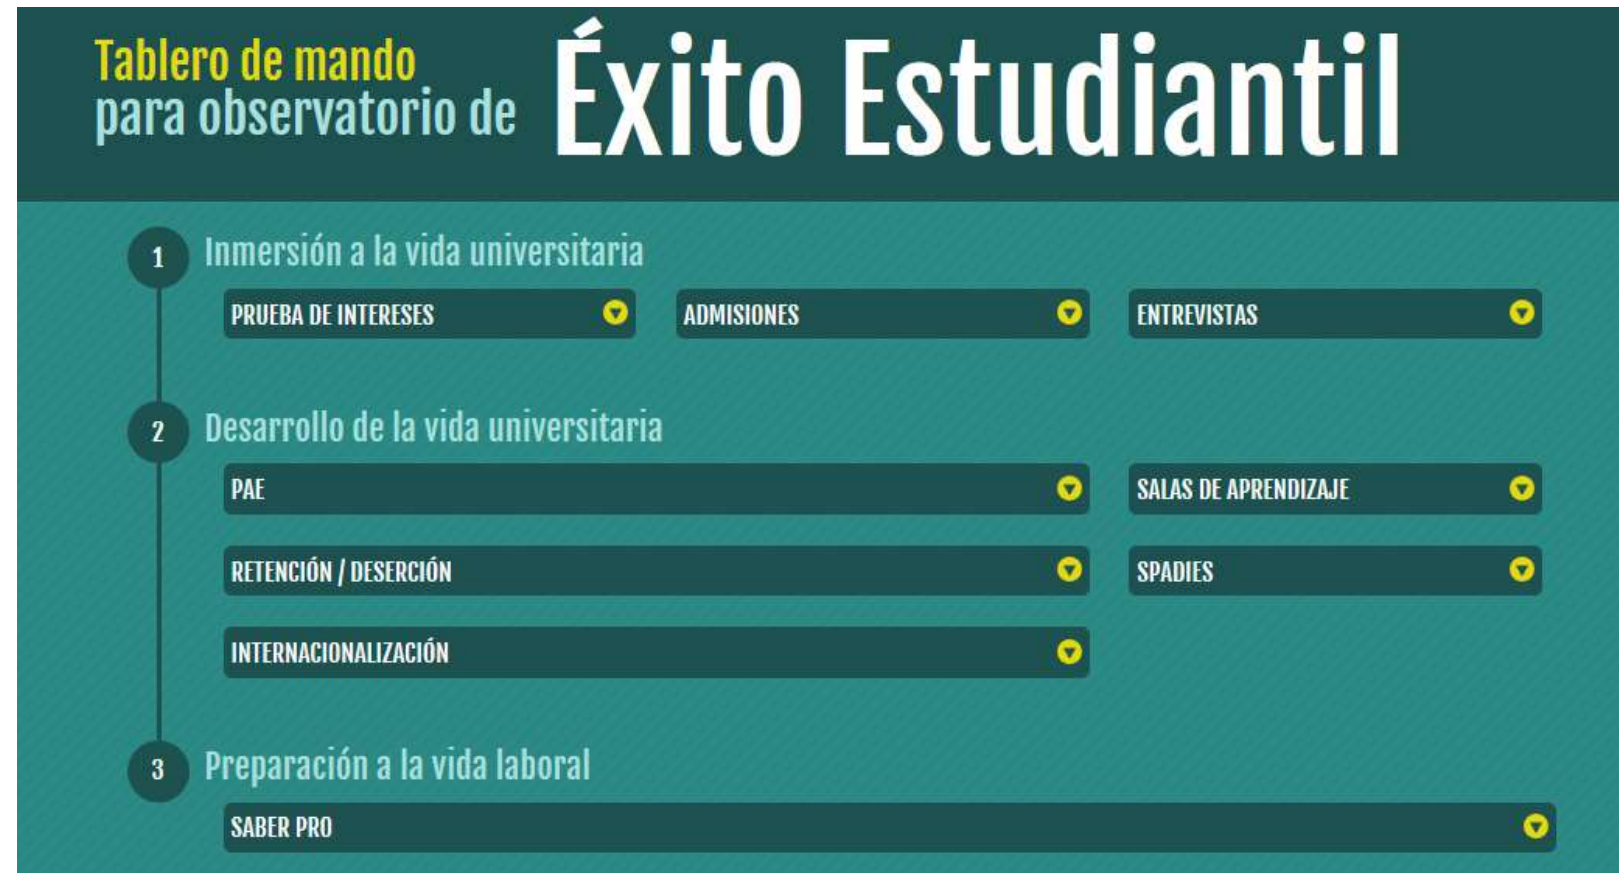 Tablero de mando
para observatorio de
Éxito Estudiantil
1 Inmersión a la vida universitaria
PRUEBA DE INTERESES
ADMISIONES
ENTREVISTAS
2 Desarrollo de la vida universitaria
PAE
SALAS DE APRENDIZAJE
RETENCIÓN / DESERCIÓN
SPADIES
INTERNACIONALIZACIÓN
3 Preparación a la vida laboral
SABER PRO